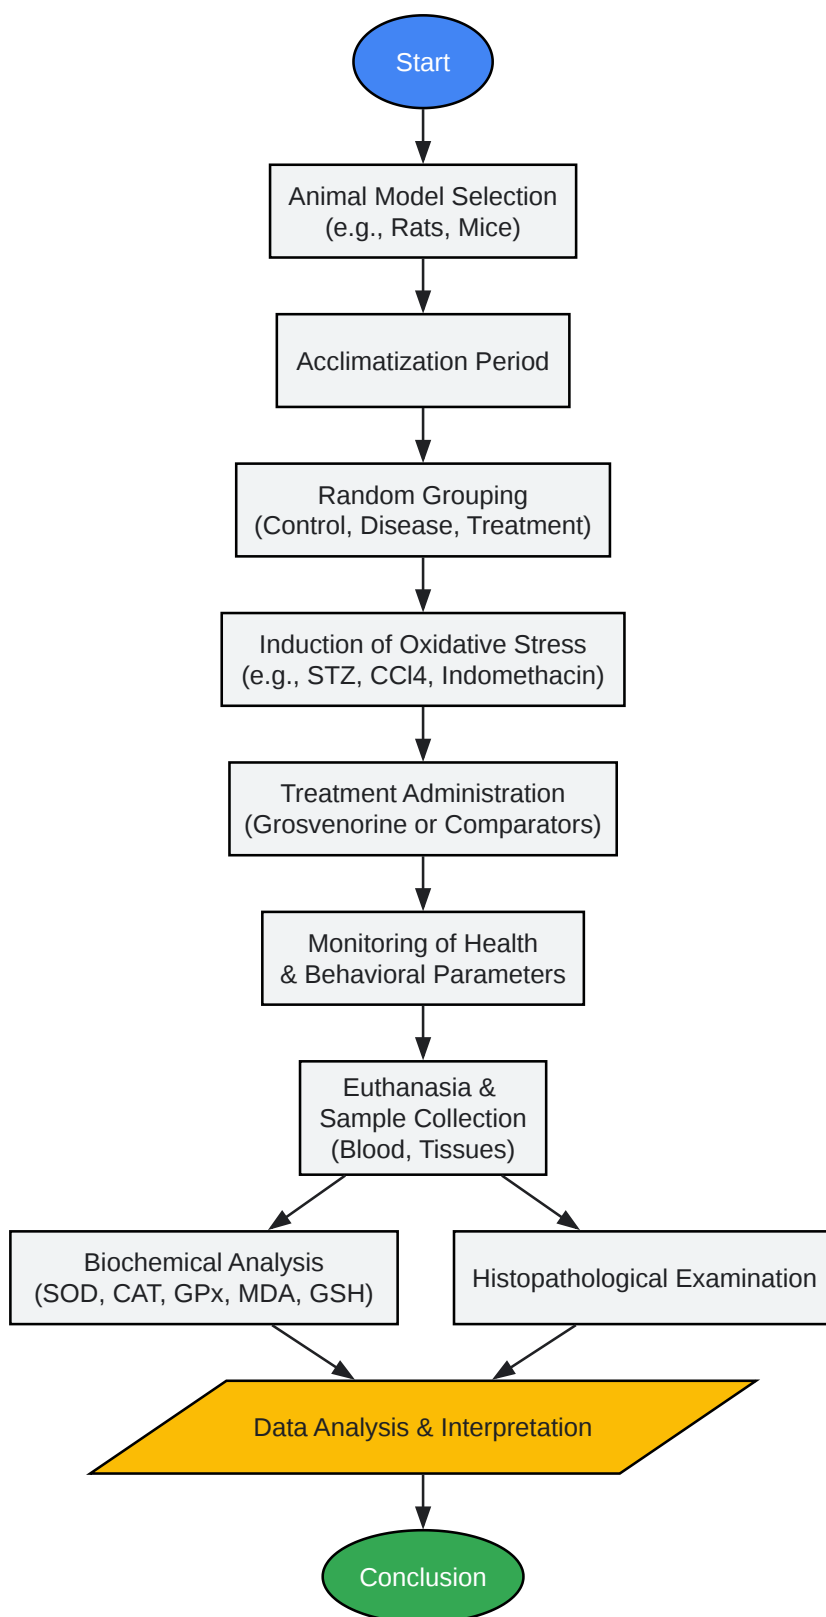 Start
Animal Model Selection
(e.g., Rats, Mice)
Acclimatization Period
Random Grouping
(Control, Disease, Treatment)
Induction of Oxidative Stress
(e.g., STZ, CCl4, Indomethacin)
Treatment Administration
(Grosvenorine or Comparators)
Monitoring of Health
& Behavioral Parameters
Euthanasia &
Sample Collection
(Blood, Tissues)
Biochemical Analysis
(SOD, CAT, GPx, MDA, GSH)
Histopathological Examination
Data Analysis & Interpretation
Conclusion